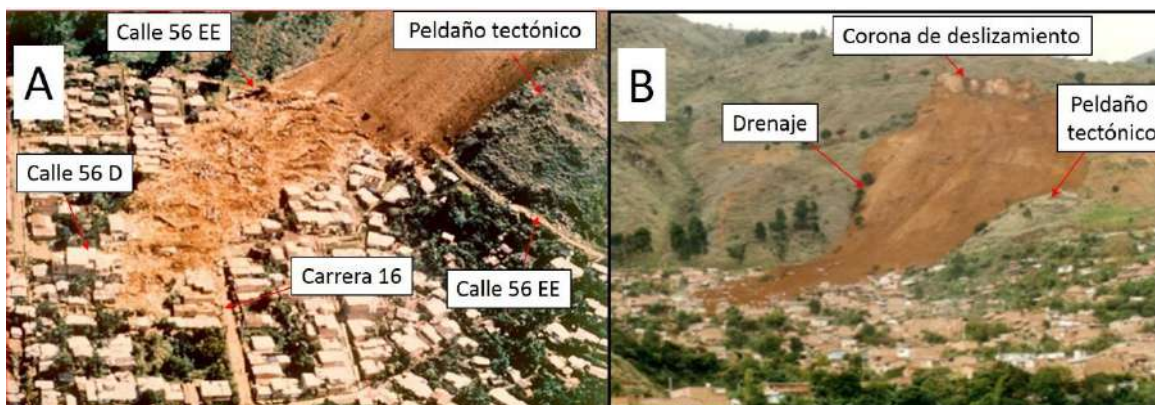 A
Calle 56 EE
Peldaño tectónico
Calle 56 D
Carrera 16
Calle 56 EE
B
Corona de deslizamiento
Drenaje
Peldaño
tectónico